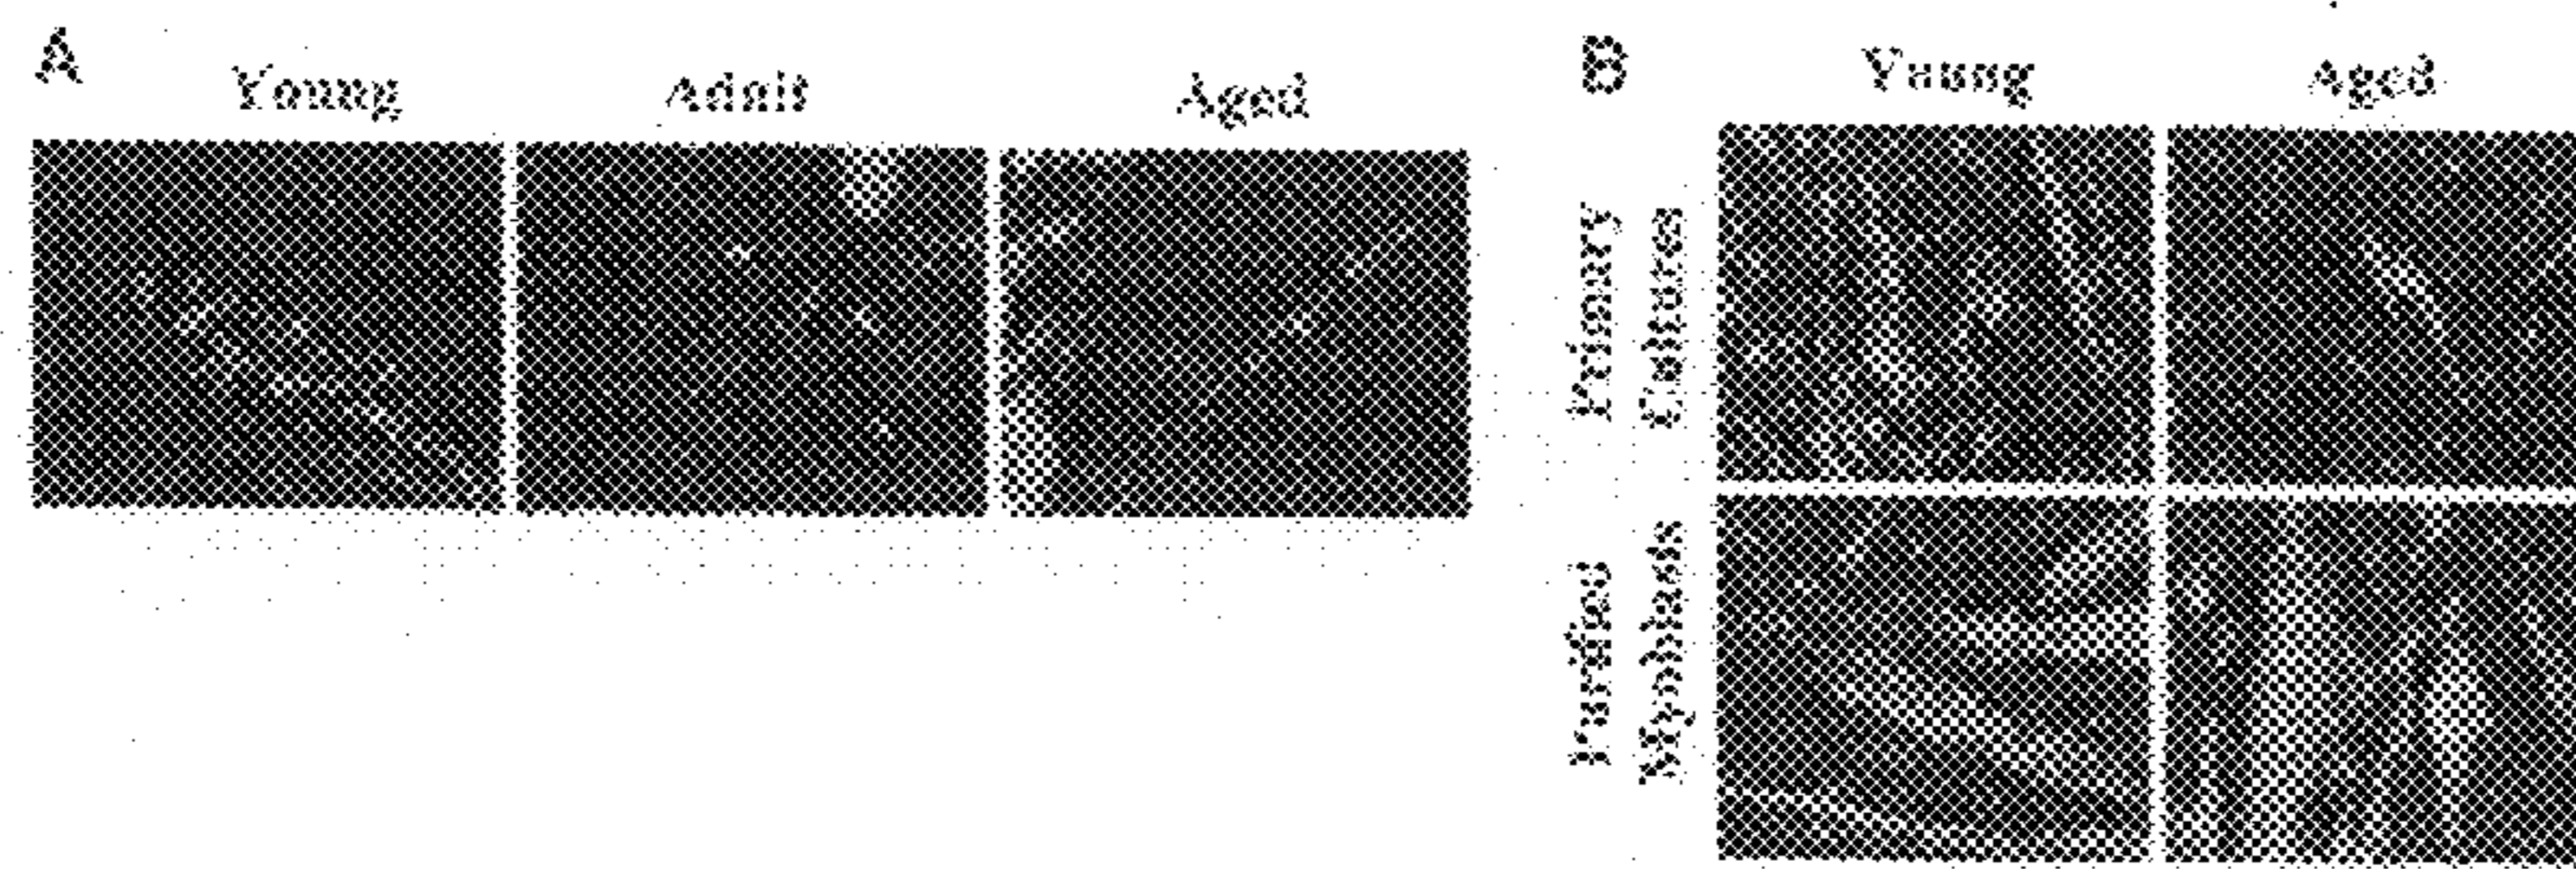 A
Young Adult Aged
B
Young Aged
Primary
Cultures
Purified
Myoblasts